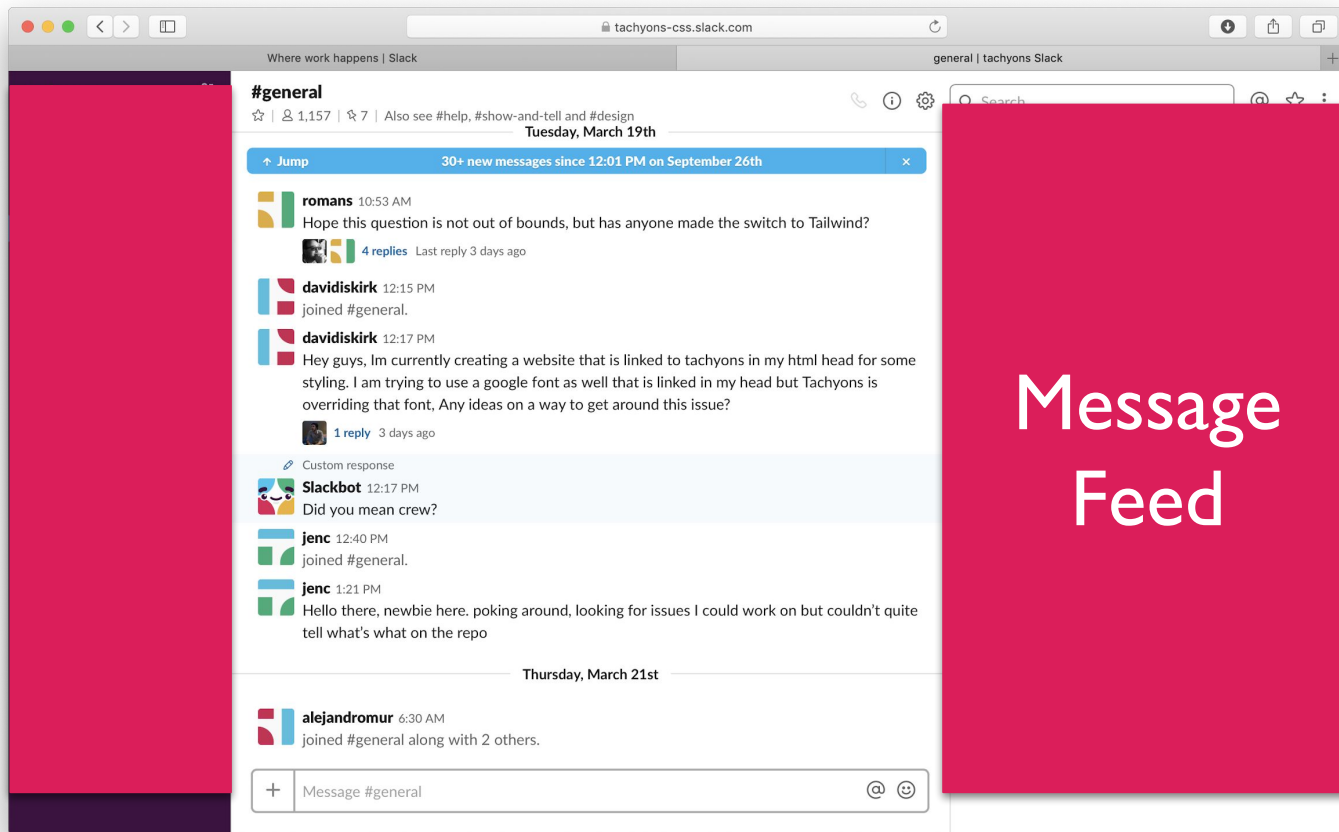 tachyons-css.slack.com
Where work happens | Slack
general | tachyons Slack
#general
1,157 | 7 | Also see #help, #show-and-tell and #design
Search
Tuesday, March 19th
↑ Jump 30+ new messages since 12:01 PM on September 26th ×
romans 10:53 AM
Hope this question is not out of bounds, but has anyone made the switch to Tailwind?
4 replies Last reply 3 days ago
davidiskirk 12:15 PM
joined #general.
davidiskirk 12:17 PM
Hey guys, Im currently creating a website that is linked to tachyons in my html head for some
styling. I am trying to use a google font as well that is linked in my head but Tachyons is
overriding that font, Any ideas on a way to get around this issue?
1 reply 3 days ago
Custom response
Slackbot 12:17 PM
Did you mean crew?
jenc 12:40 PM
joined #general.
jenc 1:21 PM
Hello there, newbie here. poking around, looking for issues I could work on but couldn't quite
tell what's what on the repo
Thursday, March 21st
alejandromur 6:30 AM
joined #general along with 2 others.
+ Message #general @
Message
Feed